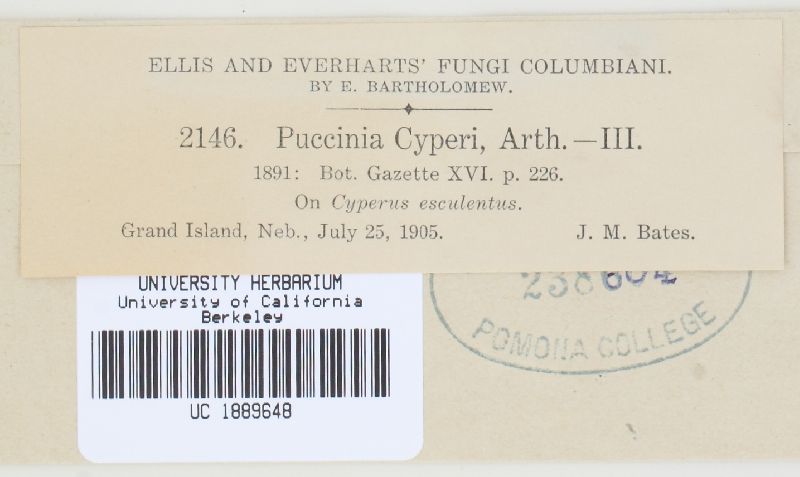 ELLIS AND EVERHARTS' FUNGI COLUMBIANI.
BY E. BARTHOLOMEW.
2146. Puccinia Cyperi, Arth.—III.
1891: Bot. Gazette XVI. p. 226.
On Cyperus esculentus.
Grand Island, Neb., July 25, 1905. J. M. Bates.
UNIVERSITY HERBARIUM
University of California
Berkeley
UC 1889648
238604
POMONA COLLEGE